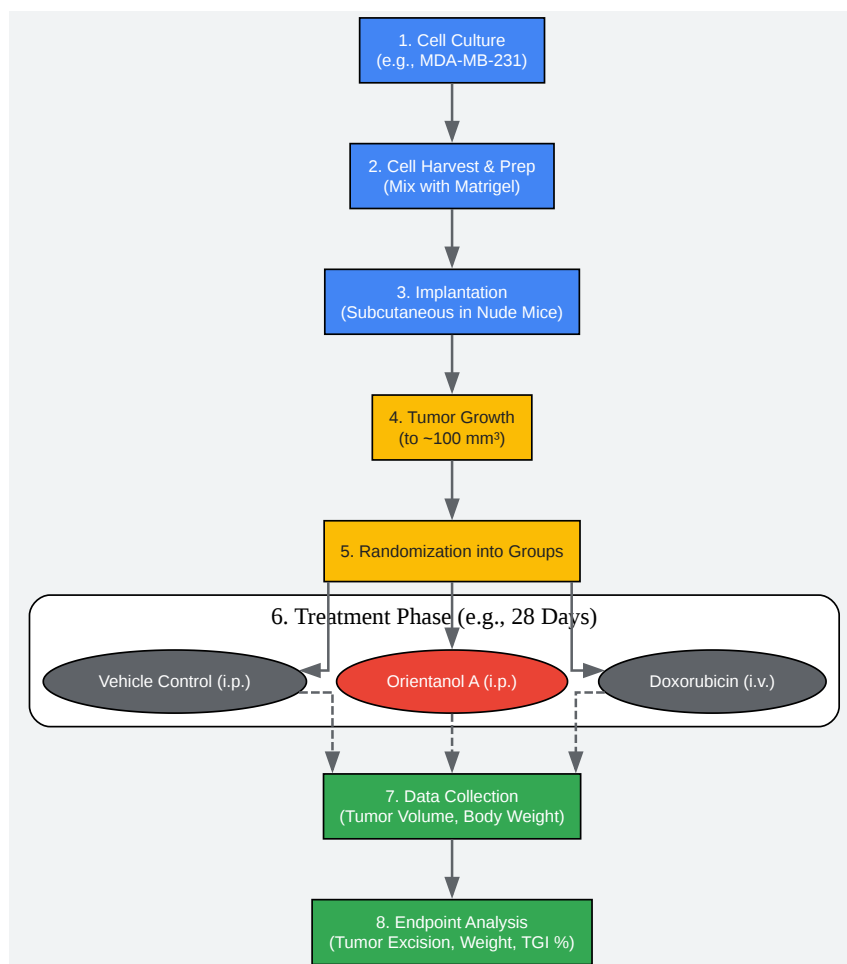 1. Cell Culture
(e.g., MDA-MB-231)
2. Cell Harvest & Prep
(Mix with Matrigel)
3. Implantation
(Subcutaneous in Nude Mice)
4. Tumor Growth
(to ~100 mm³)
5. Randomization into Groups
6. Treatment Phase (e.g., 28 Days)
Vehicle Control (i.p.)
Orientanol A (i.p.)
Doxorubicin (i.v.)
7. Data Collection
(Tumor Volume, Body Weight)
8. Endpoint Analysis
(Tumor Excision, Weight, TGI %)